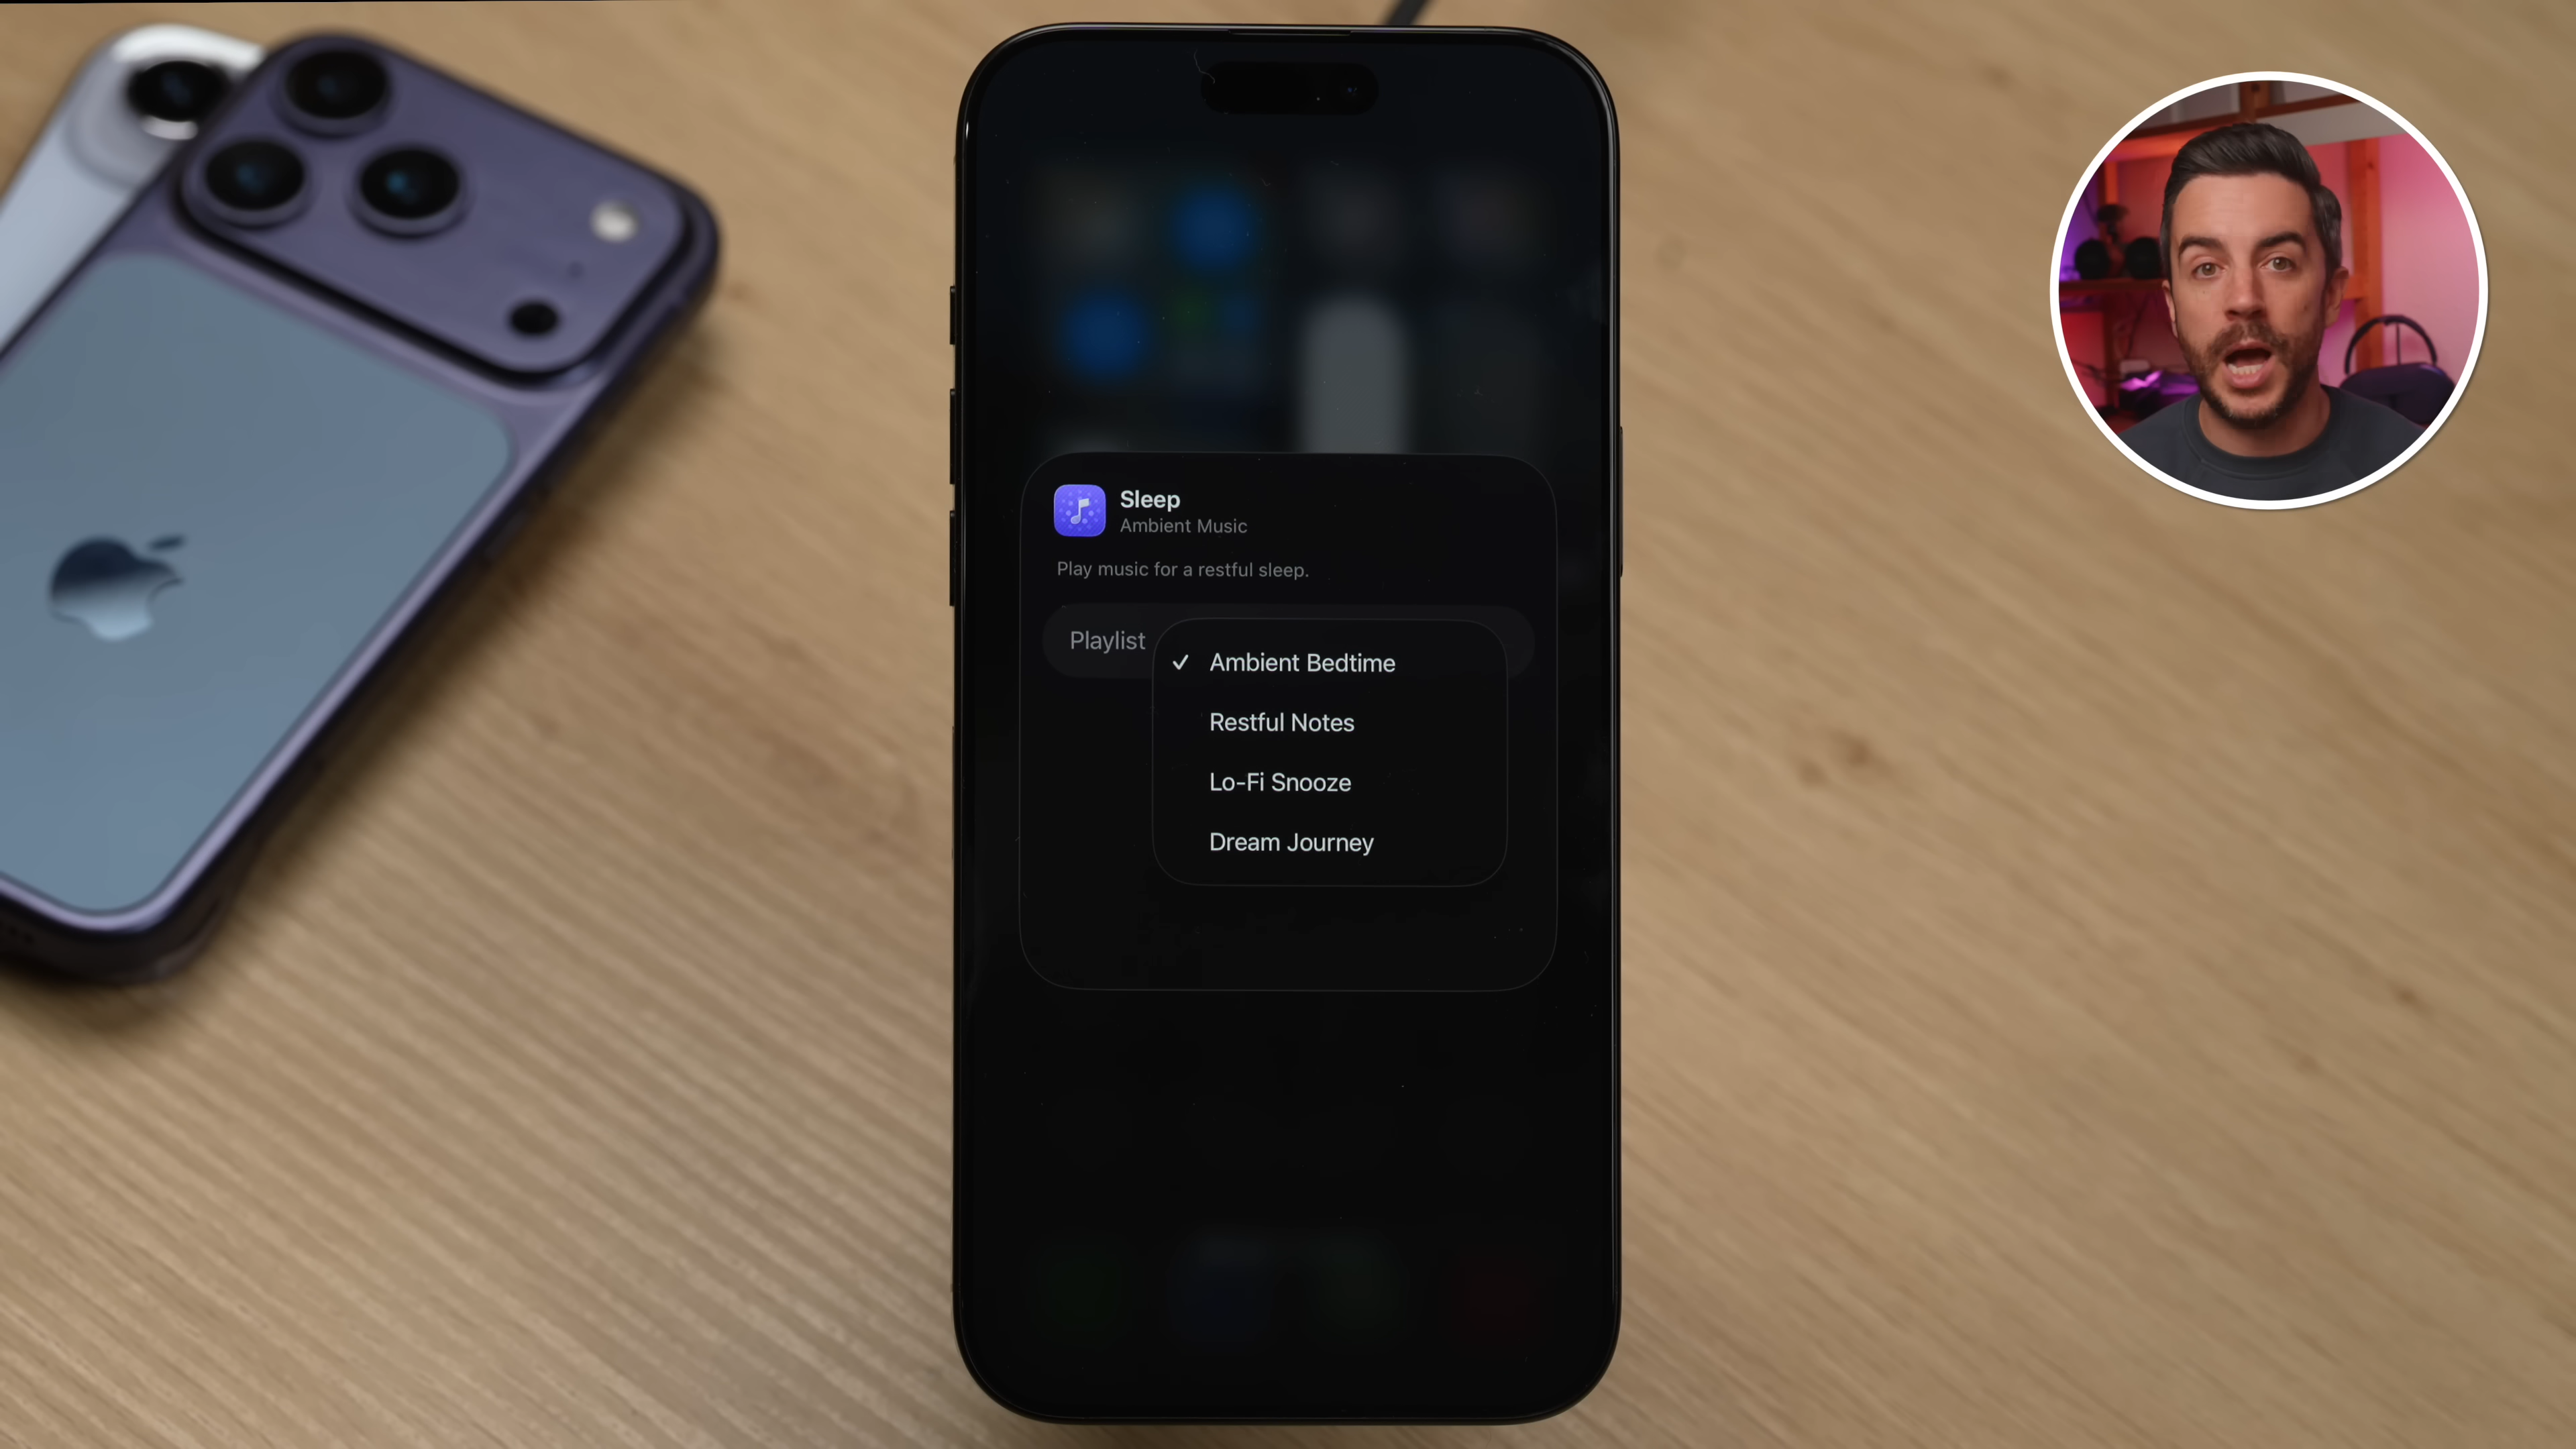 Sleep
Ambient Music
Play music for a restful sleep.
Playlist
✓ Ambient Bedtime
Restful Notes
Lo-Fi Snooze
Dream Journey